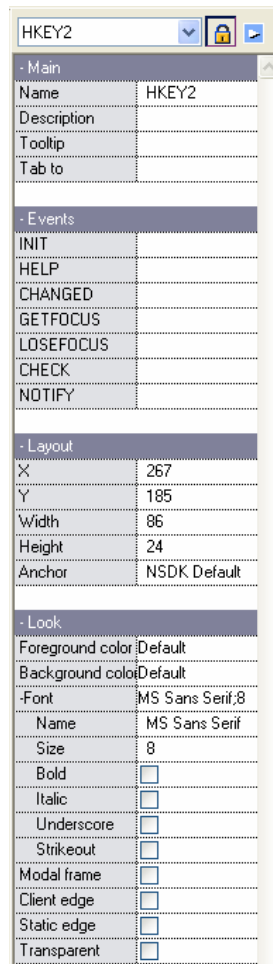 HKEY2
- Main
Name HKEY2
Description
Tooltip
Tab to
- Events
INIT
HELP
CHANGED
GETFOCUS
LOSEFOCUS
CHECK
NOTIFY
- Layout
X 267
Y 185
Width 86
Height 24
Anchor NSDK Default
- Look
Foreground color Default
Background colo Default
-Font MS Sans Serif;8
Name MS Sans Serif
Size 8
Bold
Italic
Underscore
Strikeout
Modal frame
Client edge
Static edge
Transparent